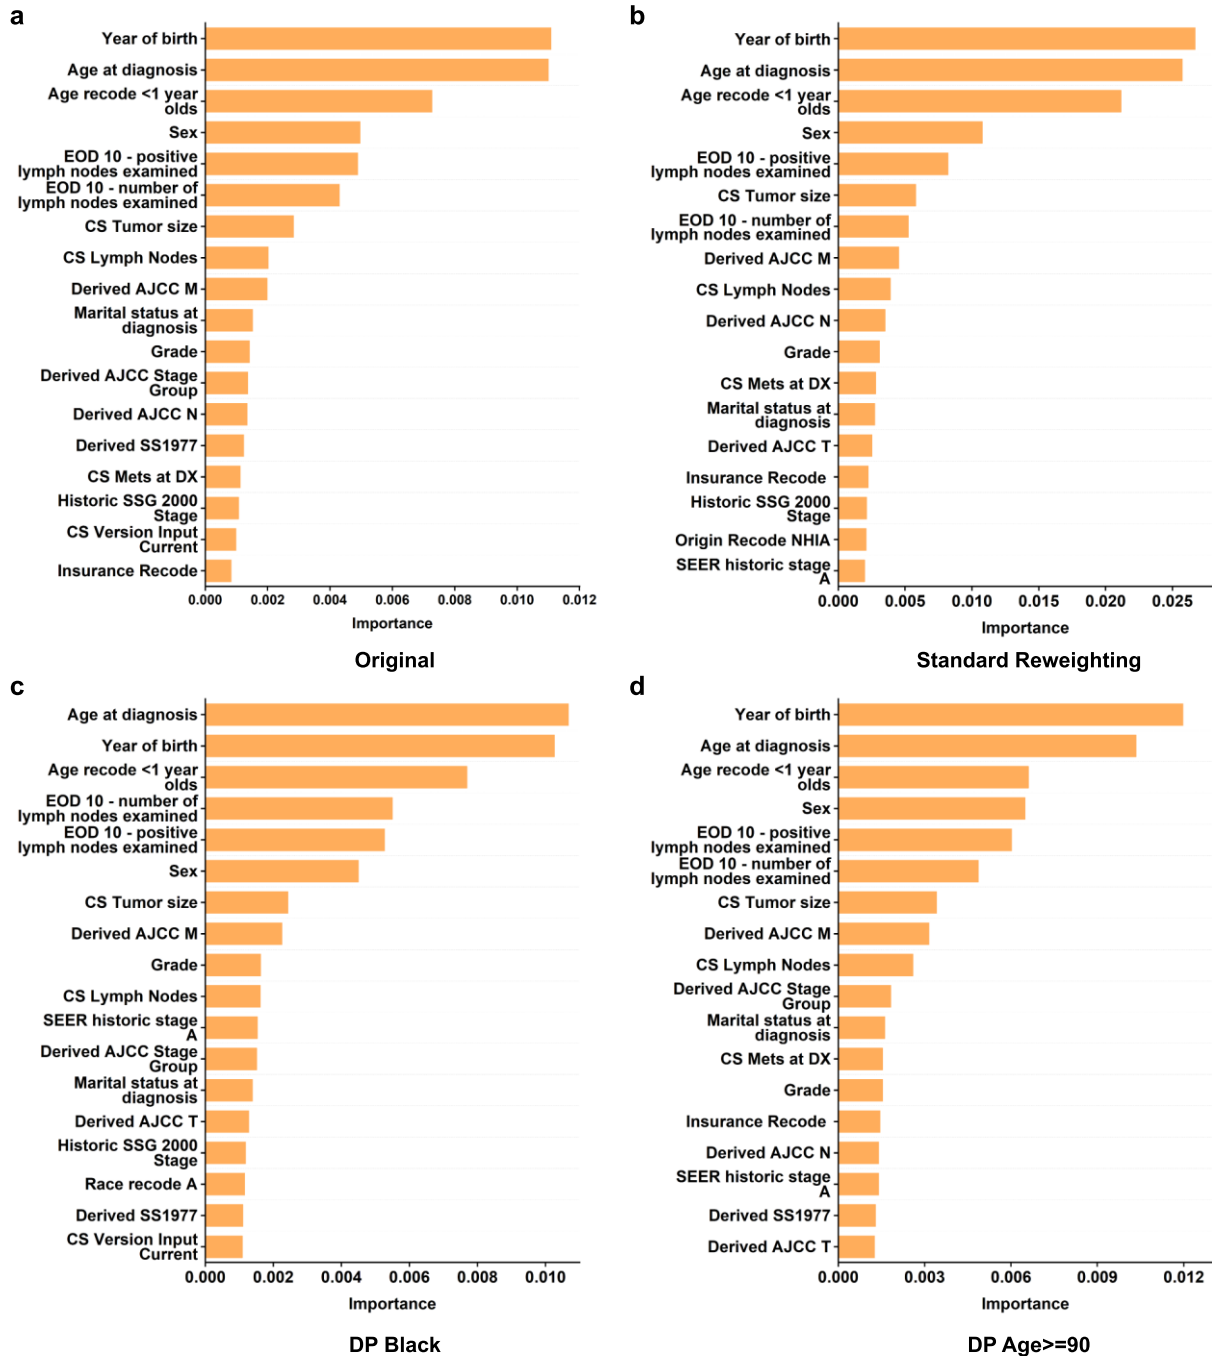 a
Year of birth
Age at diagnosis
Age recode <1 year
olds
Sex
EOD 10 - positive
lymph nodes examined
EOD 10 - number of
lymph nodes examined
CS Tumor size
CS Lymph Nodes
Derived AJCC M
Marital status at
diagnosis
Grade
Derived AJCC Stage
Group
Derived AJCC N
Derived SS1977
CS Mets at DX
Historic SSG 2000
Stage
CS Version Input
Current
Insurance Recode
0.000 0.002 0.004 0.006 0.008 0.010 0.012
Importance
Original
b
Year of birth
Age at diagnosis
Age recode <1 year
olds
Sex
EOD 10 - positive
lymph nodes examined
CS Tumor size
EOD 10 - number of
lymph nodes examined
Derived AJCC M
CS Lymph Nodes
Derived AJCC N
Grade
CS Mets at DX
Marital status at
diagnosis
Derived AJCC T
Insurance Recode
Historic SSG 2000
Stage
Origin Recode NHIA
SEER historic stage
A
0.000 0.005 0.010 0.015 0.020 0.025
Importance
Standard Reweighting
c
Age at diagnosis
Year of birth
Age recode <1 year
olds
EOD 10 - number of
lymph nodes examined
EOD 10 - positive
lymph nodes examined
Sex
CS Tumor size
Derived AJCC M
Grade
CS Lymph Nodes
SEER historic stage
A
Derived AJCC Stage
Group
Marital status at
diagnosis
Derived AJCC T
Historic SSG 2000
Stage
Race recode A
Derived SS1977
CS Version Input
Current
0.000 0.002 0.004 0.006 0.008 0.010
Importance
DP Black
d
Year of birth
Age at diagnosis
Age recode <1 year
olds
Sex
EOD 10 - positive
lymph nodes examined
EOD 10 - number of
lymph nodes examined
CS Tumor size
Derived AJCC M
CS Lymph Nodes
Derived AJCC Stage
Group
Marital status at
diagnosis
CS Mets at DX
Grade
Insurance Recode
Derived AJCC N
SEER historic stage
A
Derived SS1977
Derived AJCC T
0.000 0.003 0.006 0.009 0.012
Importance
DP Age>=90